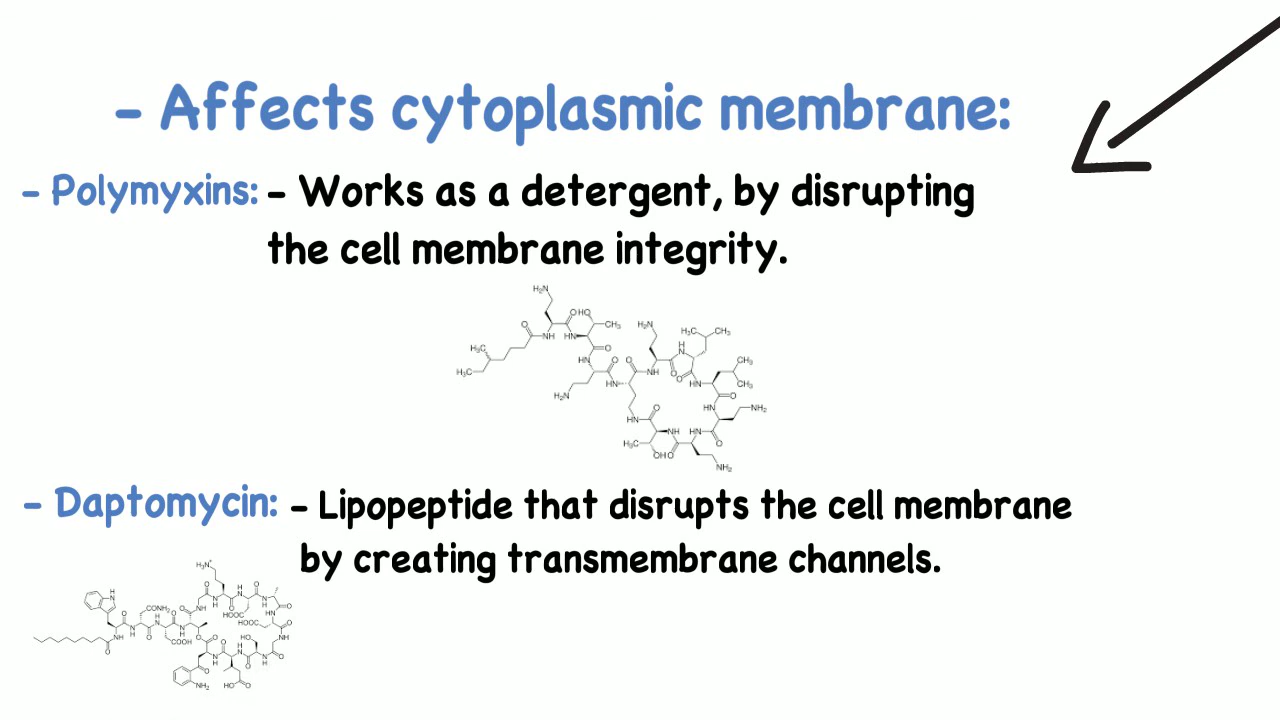 - Affects cytoplasmic membrane:
- Polymyxins: - Works as a detergent, by disrupting
the cell membrane integrity.
- Daptomycin: - Lipopeptide that disrupts the cell membrane
by creating transmembrane channels.